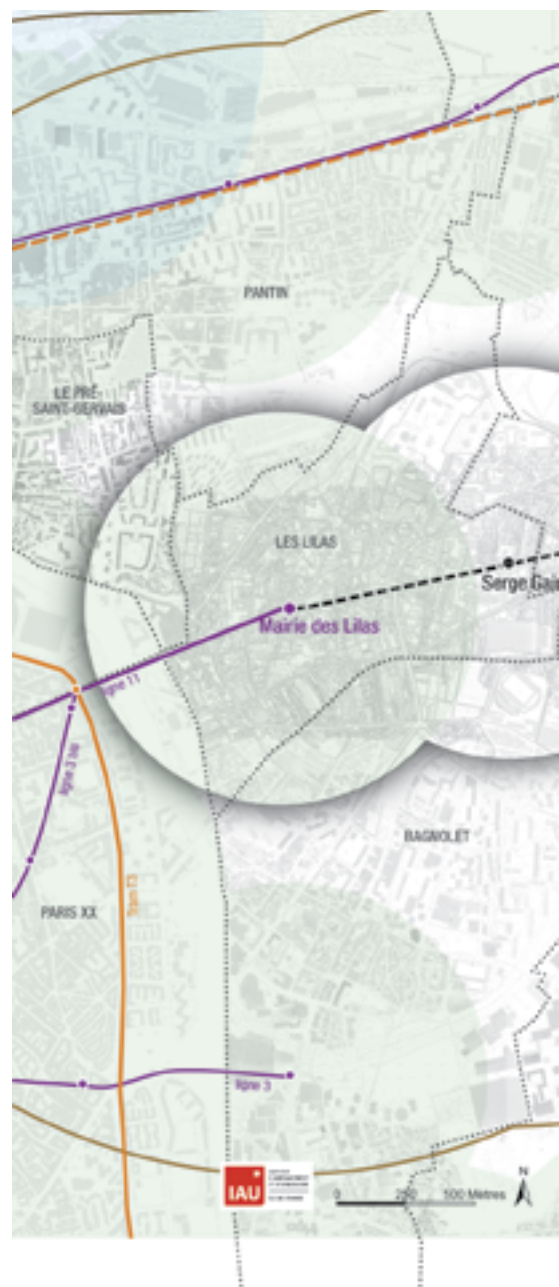 PANTIN
LE PRÉ-
SAINT-GERVAIS
LES LILAS
Serge
Mairie des Lilas
ligne 11
ligne 3 bis
BAGNOLET
PARIS XX
Tram T3
ligne 3
IAU
0 250 500 Mètres
N